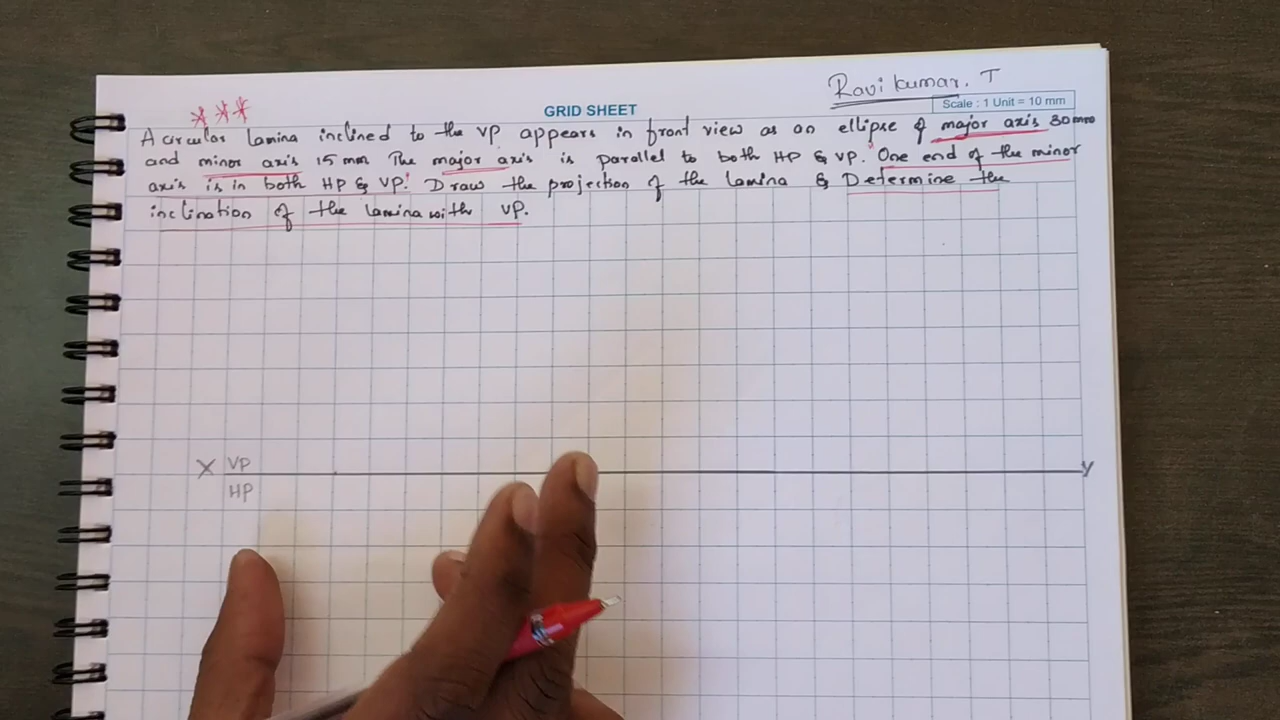 Ravi kumar. T
GRID SHEET
Scale : 1 Unit = 10 mm
A circular lamina inclined to the VP appears in front view as an ellipse of major axis 30 mm
and minor axis 15 mm The major axis is parallel to both HP & VP. One end of the minor
axis is in both HP & VP. Draw the projection of the lamina & Determine the
inclination of the lamina with VP.
X VP Y
HP